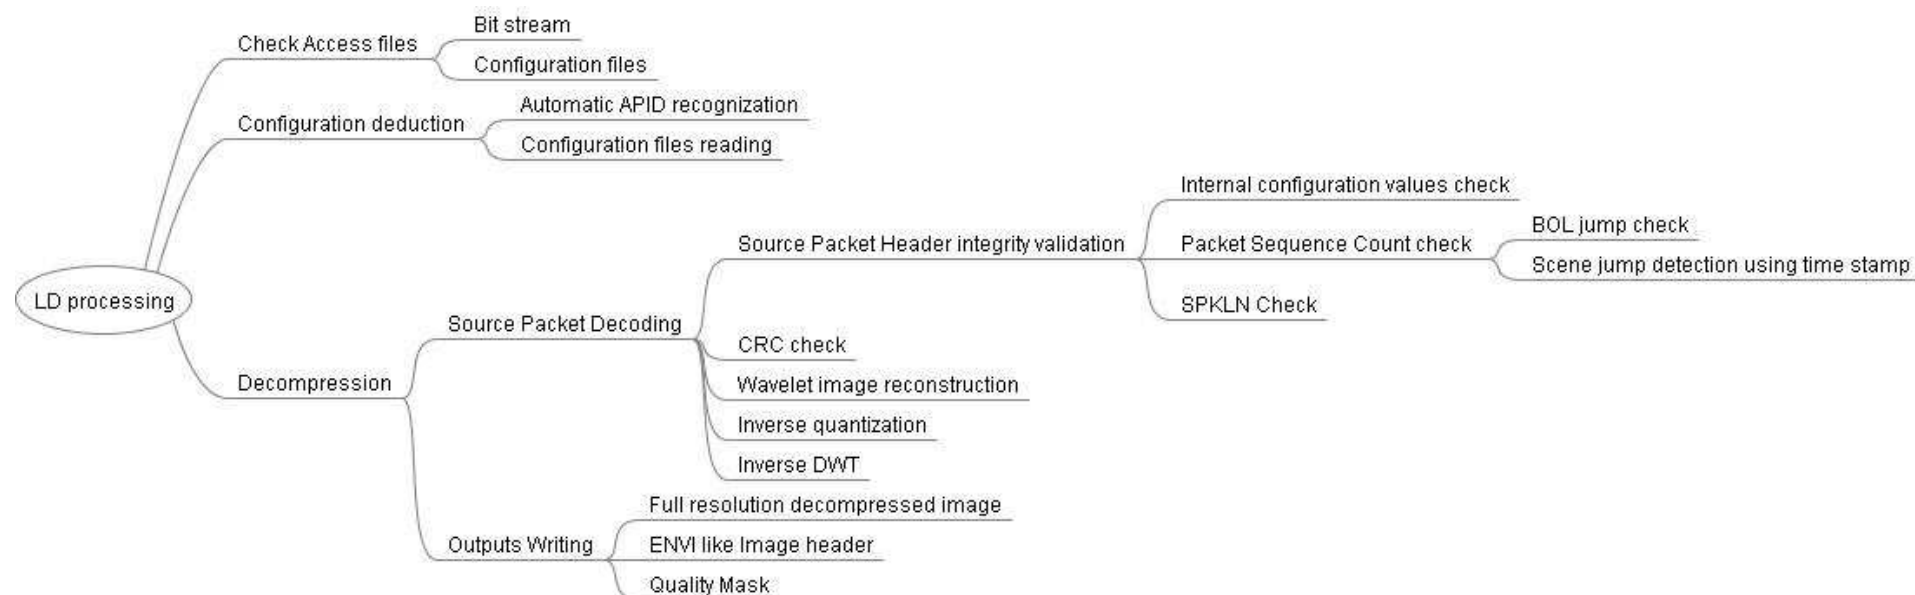 Bit stream
Check Access files
Configuration files
Automatic APID recognization
Configuration deduction
Configuration files reading
Internal configuration values check
BOL jump check
Source Packet Header integrity validation
Packet Sequence Count check
Scene jump detection using time stamp
LD processing
SPKLN Check
Source Packet Decoding
CRC check
Decompression
Wavelet image reconstruction
Inverse quantization
Inverse DWT
Full resolution decompressed image
Outputs Writing
ENVI like Image header
Quality Mask